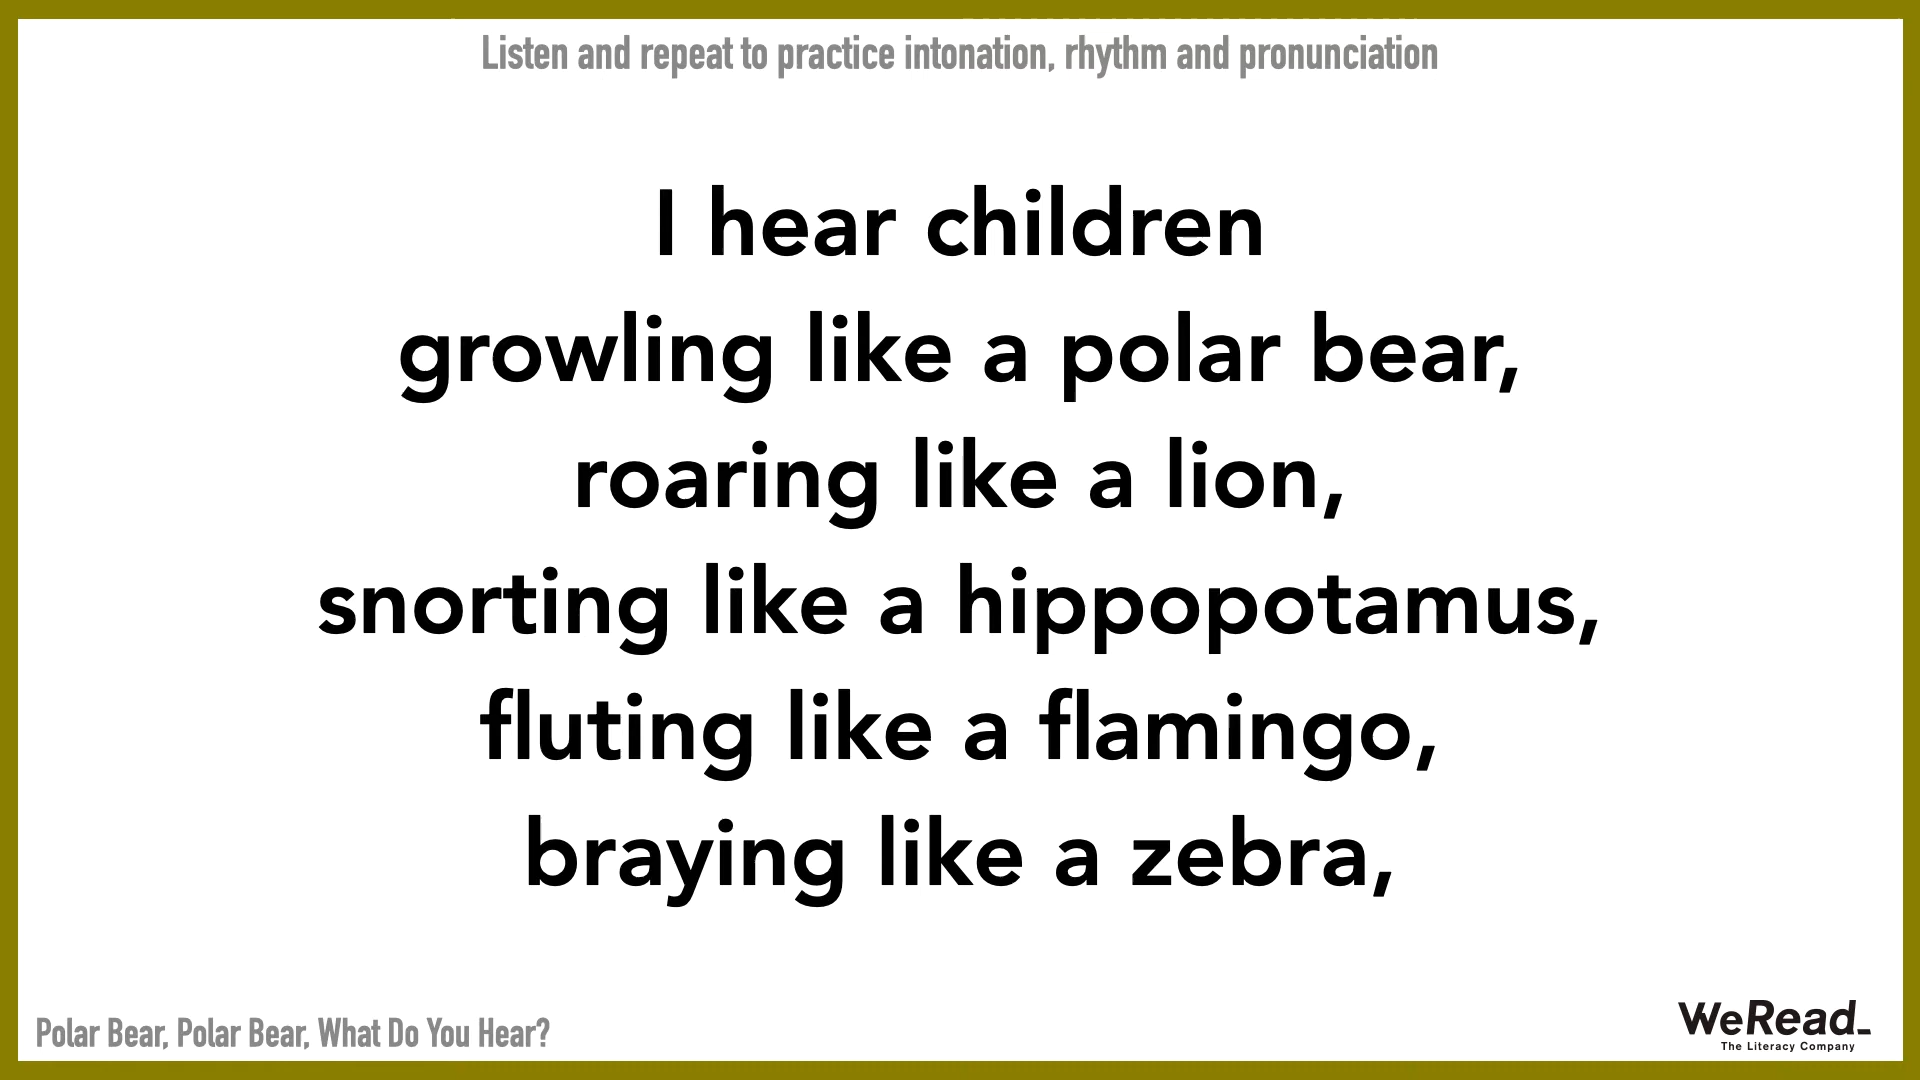 Listen and repeat to practice intonation, rhythm and pronunciation
I hear children
growling like a polar bear,
roaring like a lion,
snorting like a hippopotamus,
fluting like a flamingo,
braying like a zebra,
Polar Bear, Polar Bear, What Do You Hear?
WeRead_
The Literacy Company